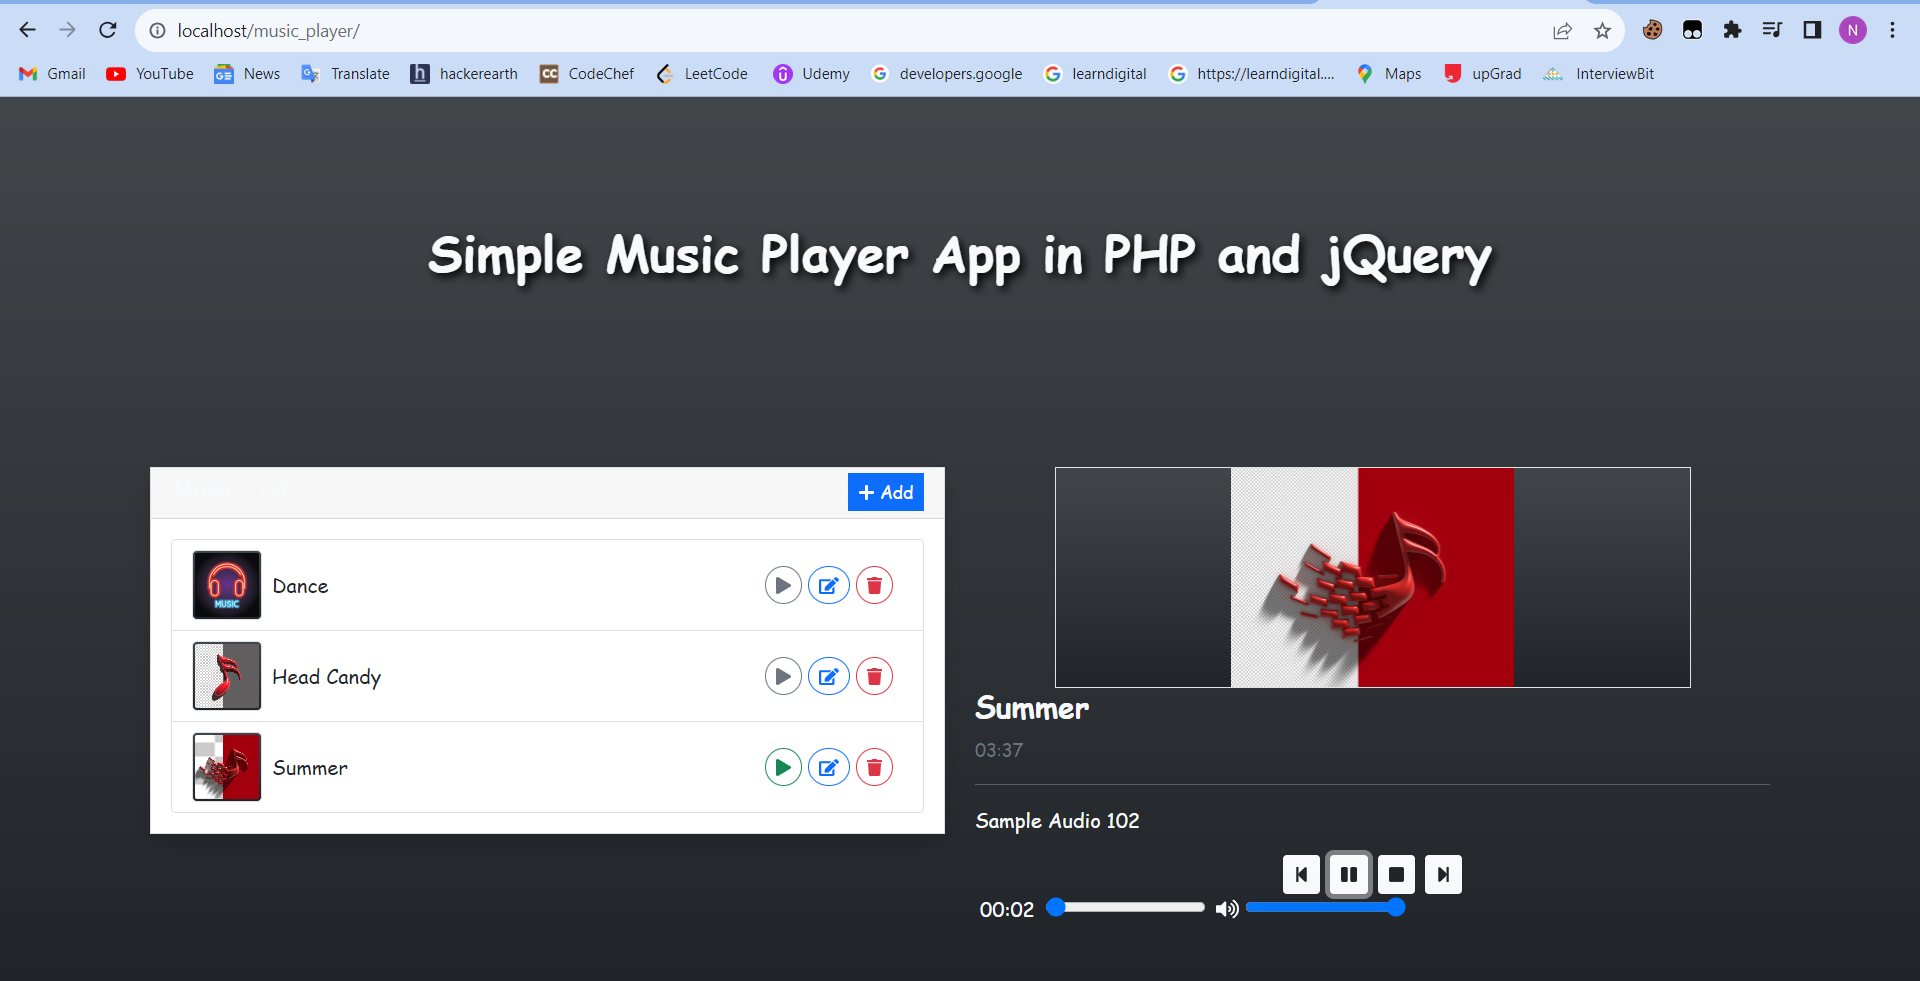 localhost/music_player/
N
Gmail YouTube News Translate hackerearth CodeChef LeetCode Udemy developers.google learndigital https://learndigital.... Maps upGrad InterviewBit
Simple Music Player App in PHP and jQuery
Music List
Add
Dance
Head Candy
Summer
MUSIC
Summer
03:37
Sample Audio 102
00:02